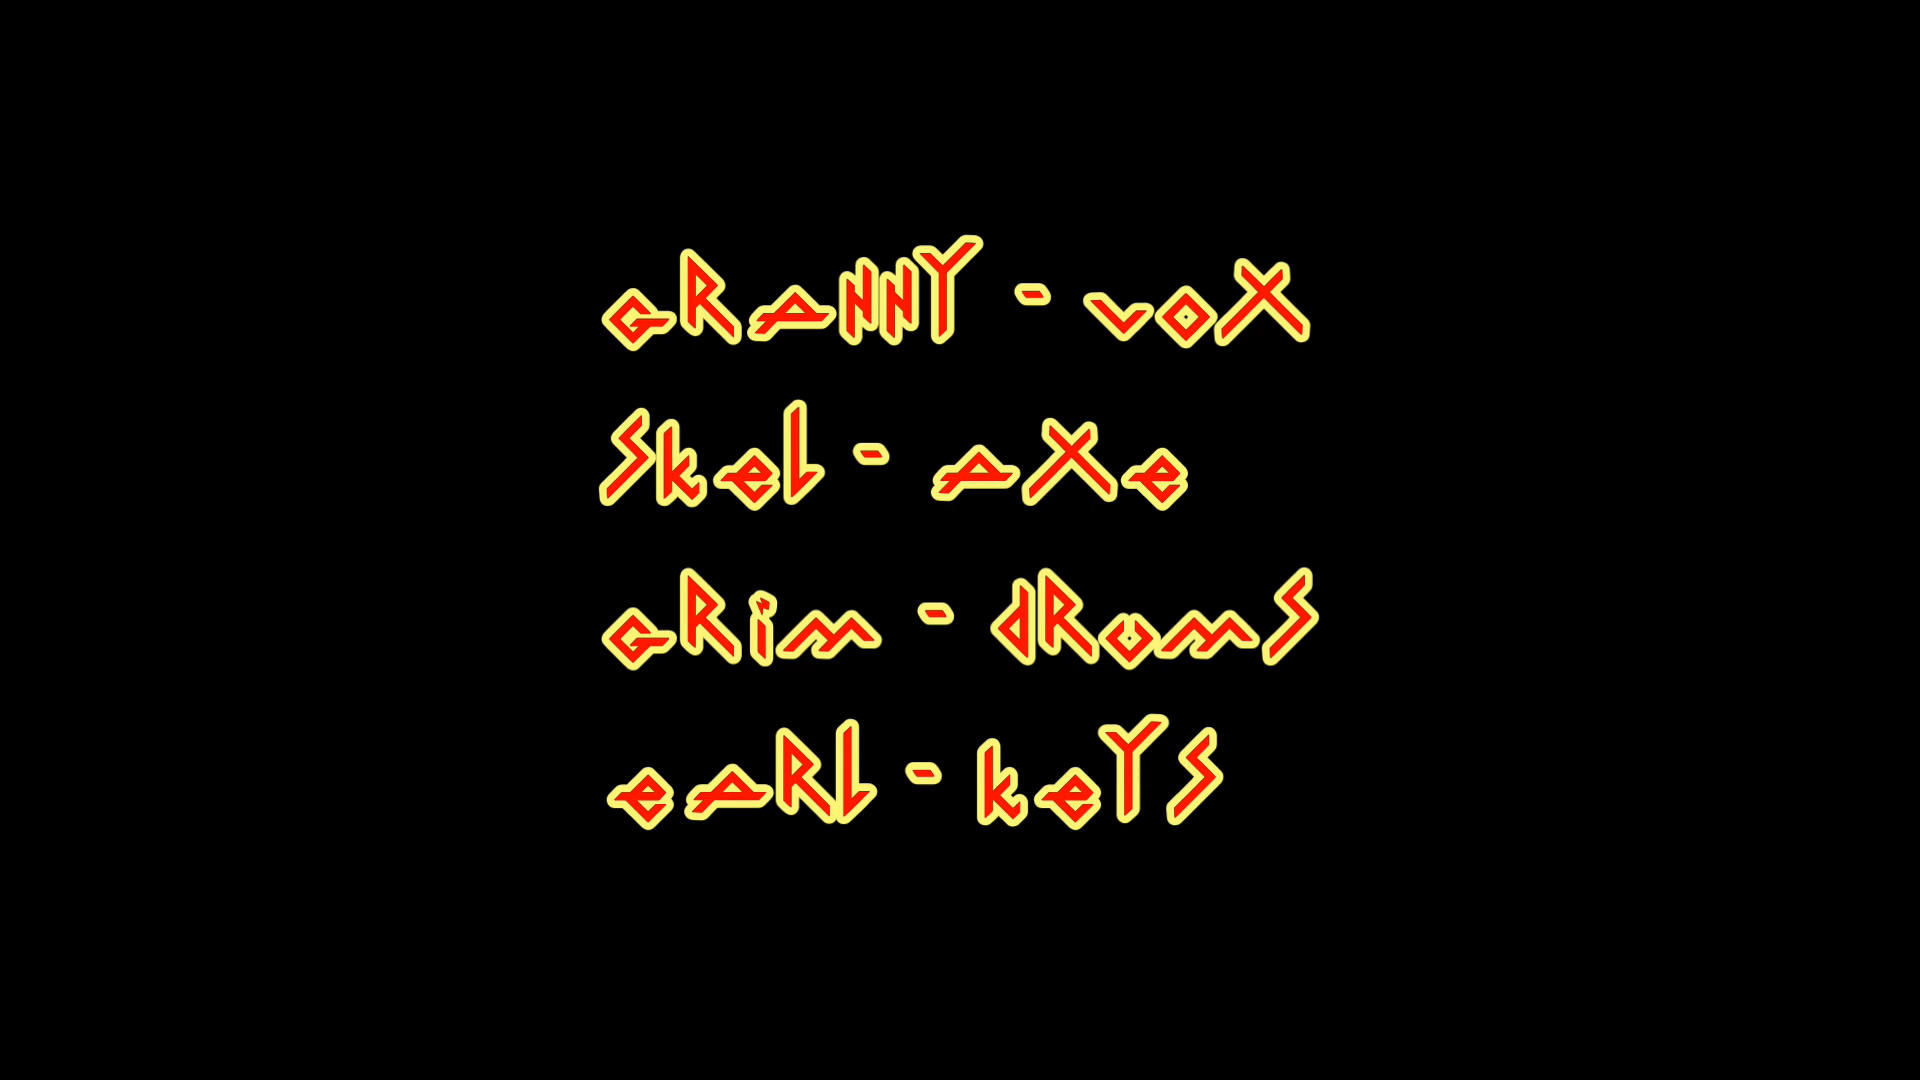 GRANNY - VOX
SKEL - AXE
GRIM - DRUMS
EARL - KEYS